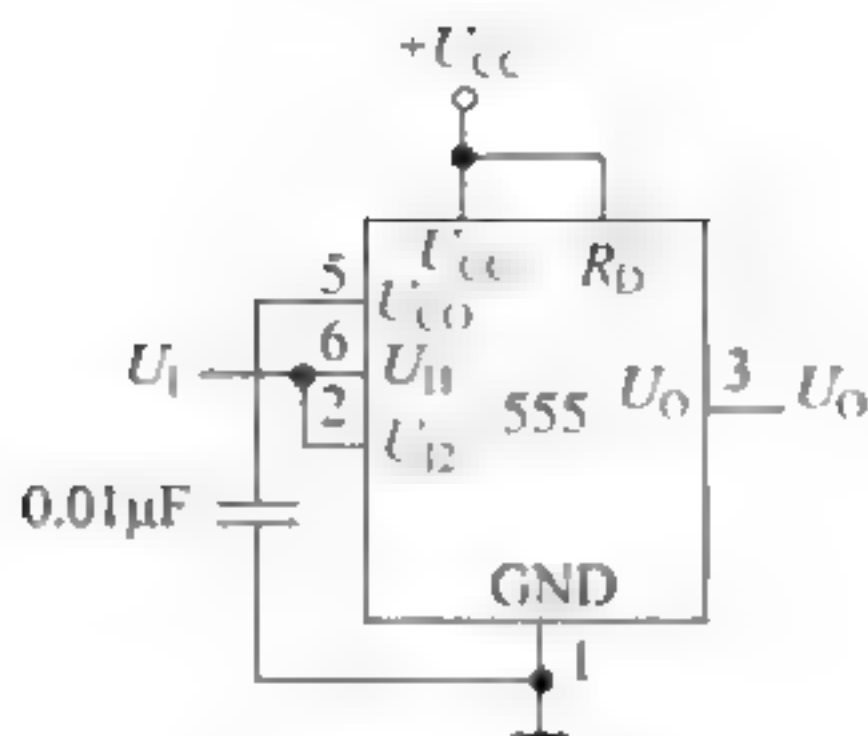 +U_CC
U_CC
R_D
5
U_CO
6
U_I
U_I1
2
U_I2
555
U_O
3
U_O
0.01μF
GND
1